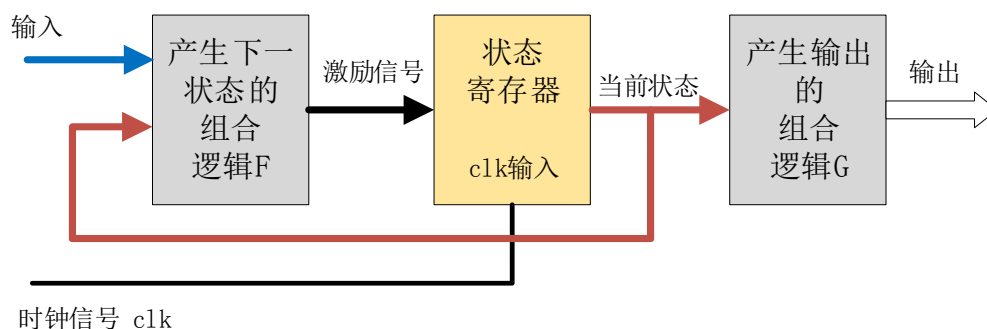 输入
产生下一
状态的
组合
逻辑F
激励信号
状态
寄存器
clk输入
当前状态
产生输出
的
组合
逻辑G
输出
时钟信号 clk